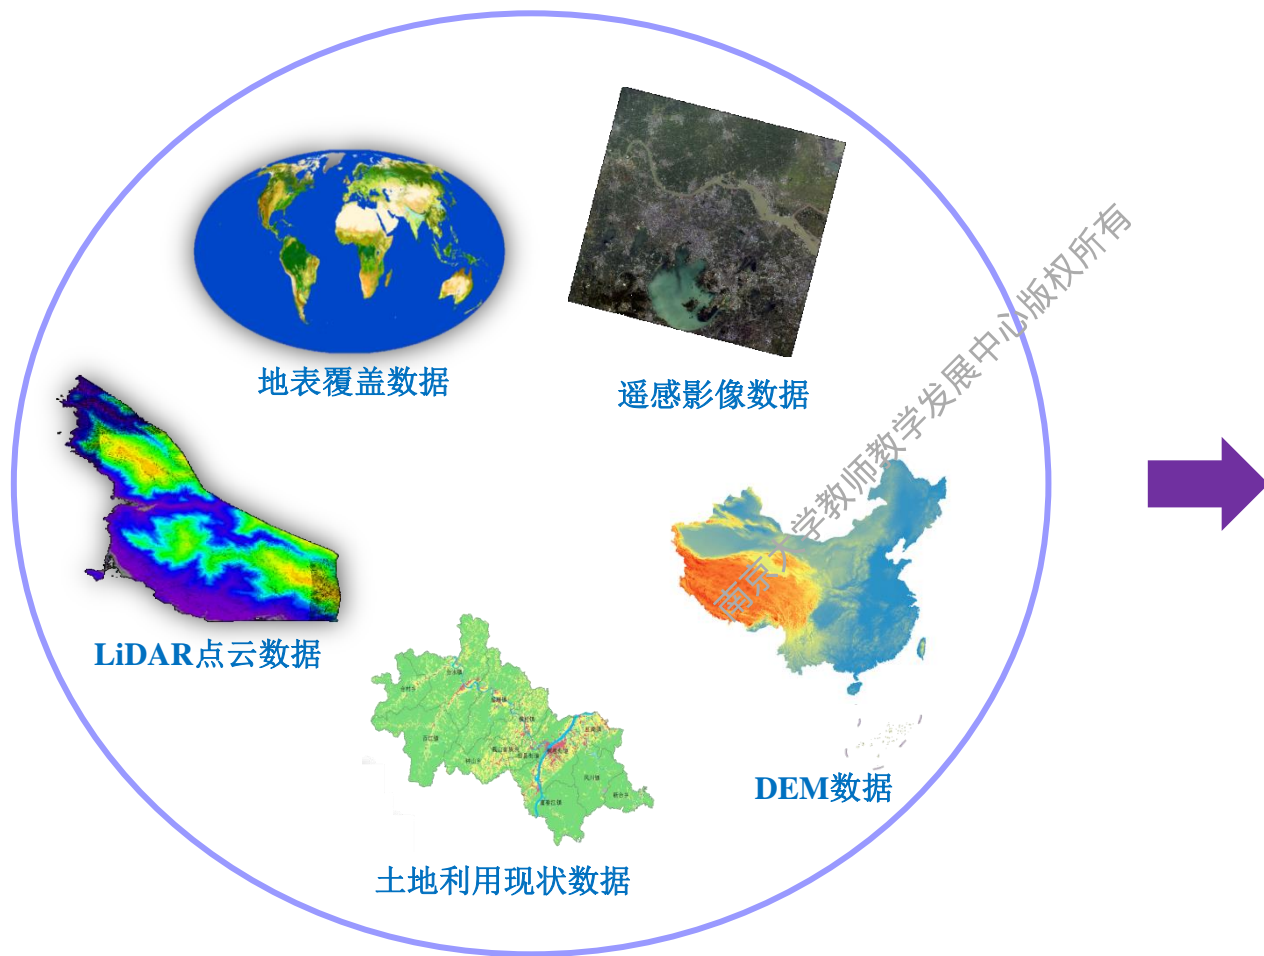 地表覆盖数据
遥感影像数据
LiDAR点云数据
DEM数据
土地利用现状数据
南京大学教师教学发展中心版权所有